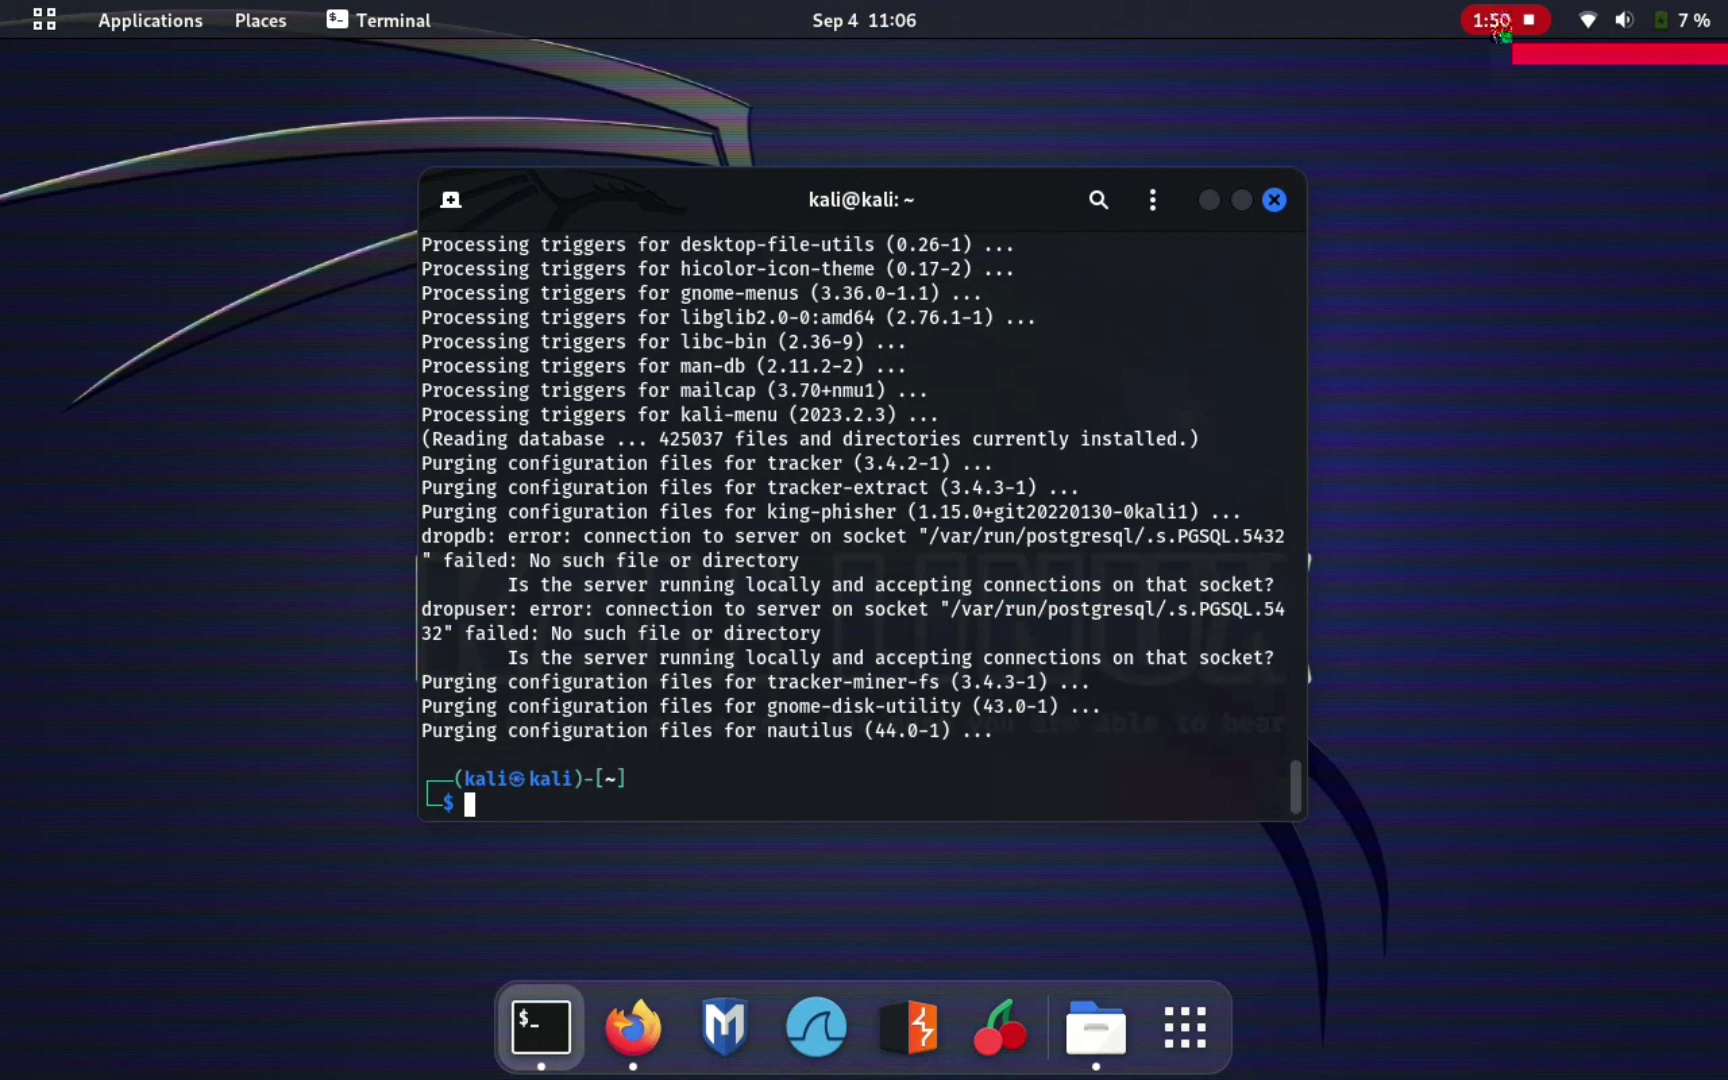 Applications Places Terminal Sep 4 11:06 1:50 7 %
kali@kali: ~
Processing triggers for desktop-file-utils (0.26-1) ...
Processing triggers for hicolor-icon-theme (0.17-2) ...
Processing triggers for gnome-menus (3.36.0-1.1) ...
Processing triggers for libglib2.0-0:amd64 (2.76.1-1) ...
Processing triggers for libc-bin (2.36-9) ...
Processing triggers for man-db (2.11.2-2) ...
Processing triggers for mailcap (3.70+nmu1) ...
Processing triggers for kali-menu (2023.2.3) ...
(Reading database ... 425037 files and directories currently installed.)
Purging configuration files for tracker (3.4.2-1) ...
Purging configuration files for tracker-extract (3.4.3-1) ...
Purging configuration files for king-phisher (1.15.0+git20220130-0kali1) ...
dropdb: error: connection to server on socket "/var/run/postgresql/.s.PGSQL.5432
" failed: No such file or directory
Is the server running locally and accepting connections on that socket?
dropuser: error: connection to server on socket "/var/run/postgresql/.s.PGSQL.54
32" failed: No such file or directory
Is the server running locally and accepting connections on that socket?
Purging configuration files for tracker-miner-fs (3.4.3-1) ...
Purging configuration files for gnome-disk-utility (43.0-1) ...
Purging configuration files for nautilus (44.0-1) ...
┌──(kali㉿kali)-[~]
└─$
$_
M